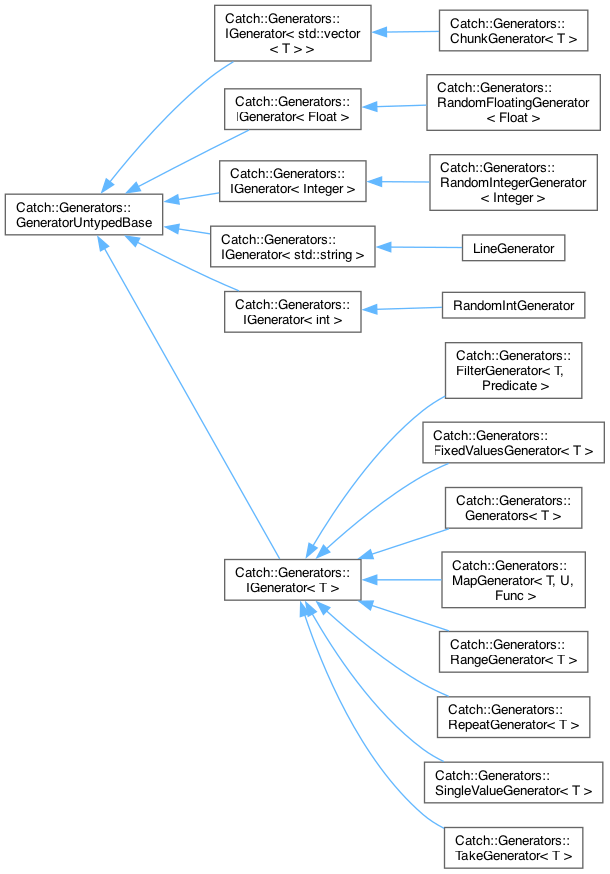 Catch::Generators::
IGenerator< std::vector
< T > >
Catch::Generators::
ChunkGenerator< T >
Catch::Generators::
IGenerator< Float >
Catch::Generators::
RandomFloatingGenerator
< Float >
Catch::Generators::
IGenerator< Integer >
Catch::Generators::
RandomIntegerGenerator
< Integer >
Catch::Generators::
GeneratorUntypedBase
Catch::Generators::
IGenerator< std::string >
LineGenerator
Catch::Generators::
IGenerator< int >
RandomIntGenerator
Catch::Generators::
FilterGenerator< T,
Predicate >
Catch::Generators::
FixedValuesGenerator< T >
Catch::Generators::
Generators< T >
Catch::Generators::
IGenerator< T >
Catch::Generators::
MapGenerator< T, U,
Func >
Catch::Generators::
RangeGenerator< T >
Catch::Generators::
RepeatGenerator< T >
Catch::Generators::
SingleValueGenerator< T >
Catch::Generators::
TakeGenerator< T >